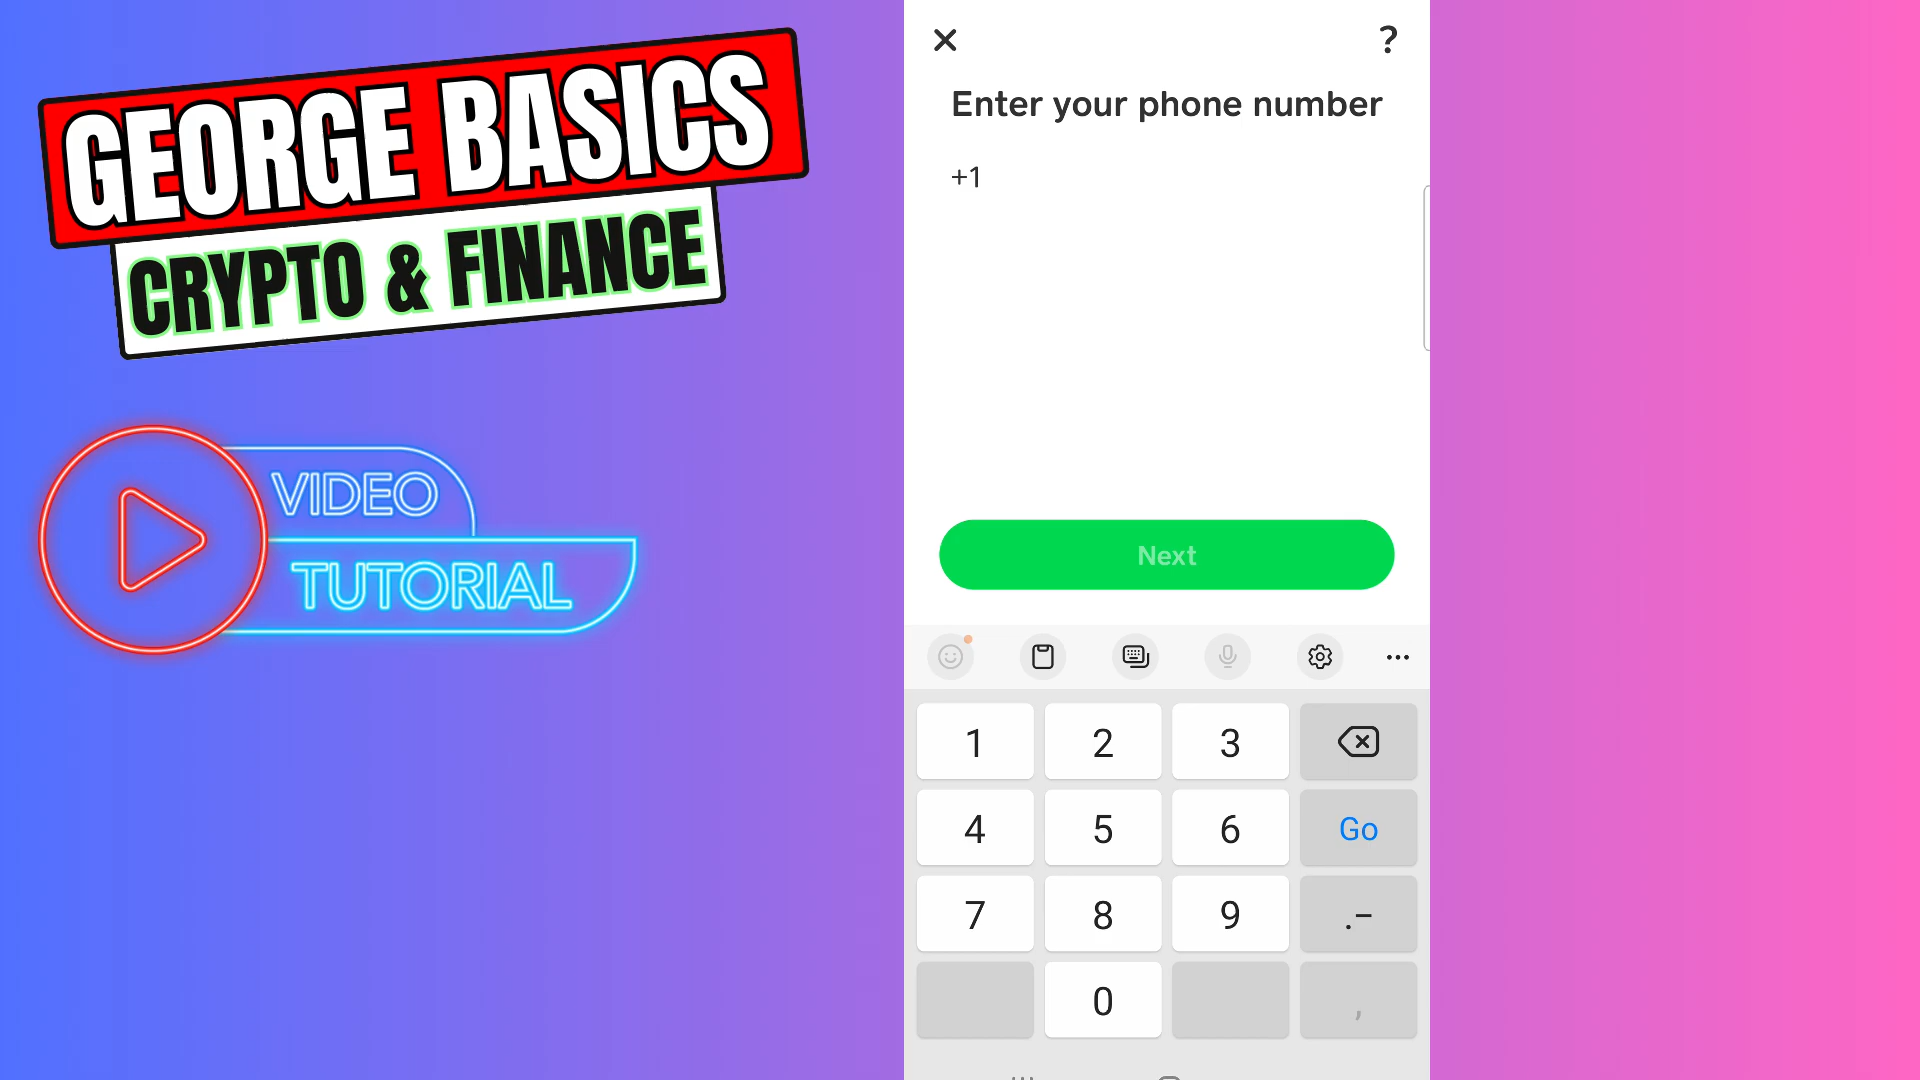 GEORGE BASICS
CRYPTO & FINANCE
VIDEO
TUTORIAL
?
Enter your phone number
+1
Next
1 2 3
4 5 6 Go
7 8 9 .-
0 ,